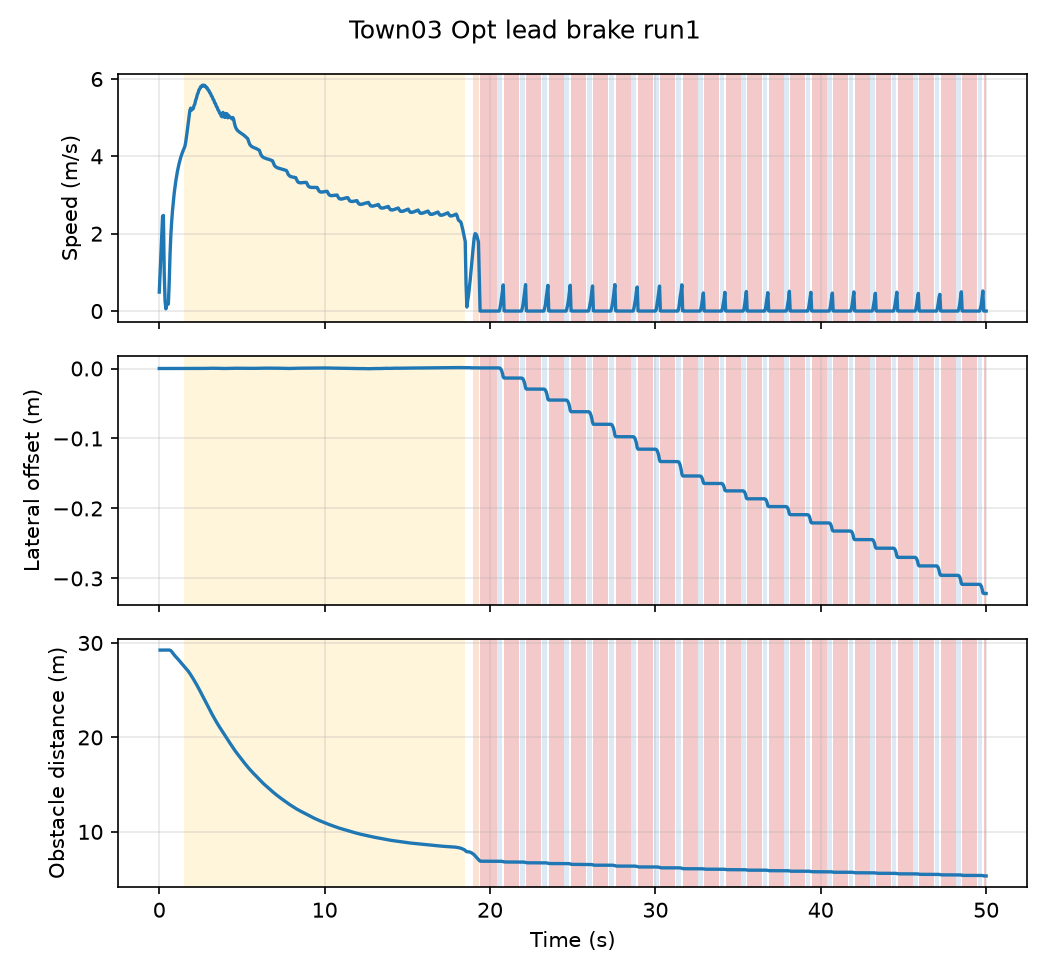 Town03 Opt lead brake run1
Speed (m/s)
6
4
2
0
Lateral offset (m)
0.0
−0.1
−0.2
−0.3
Obstacle distance (m)
30
20
10
0 10 20 30 40 50
Time (s)